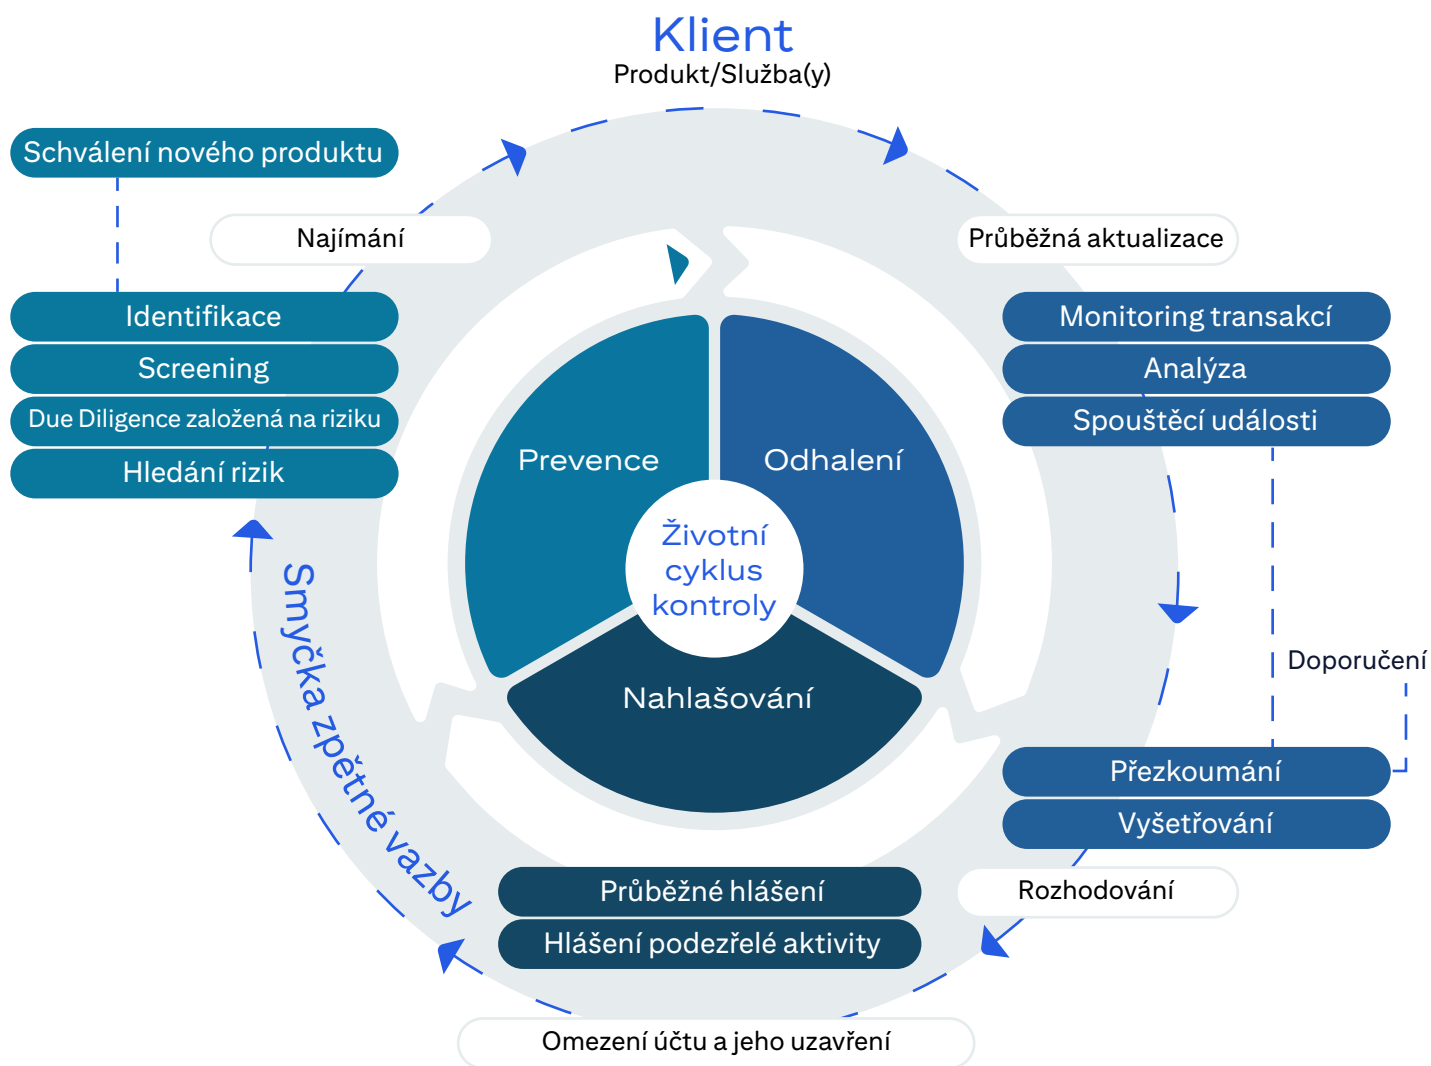 Klient
Produkt/Služba(y)
Schválení nového produktu
Najímání
Průběžná aktualizace
Identifikace
Screening
Due Diligence založená na riziku
Hledání rizik
Monitoring transakcí
Analýza
Spouštěcí události
Prevence
Odhalení
Životní
cyklus
kontroly
Nahlašování
Smyčka zpětné vazby
Doporučení
Přezkoumání
Vyšetřování
Rozhodování
Průběžné hlášení
Hlášení podezřelé aktivity
Omezení účtu a jeho uzavření